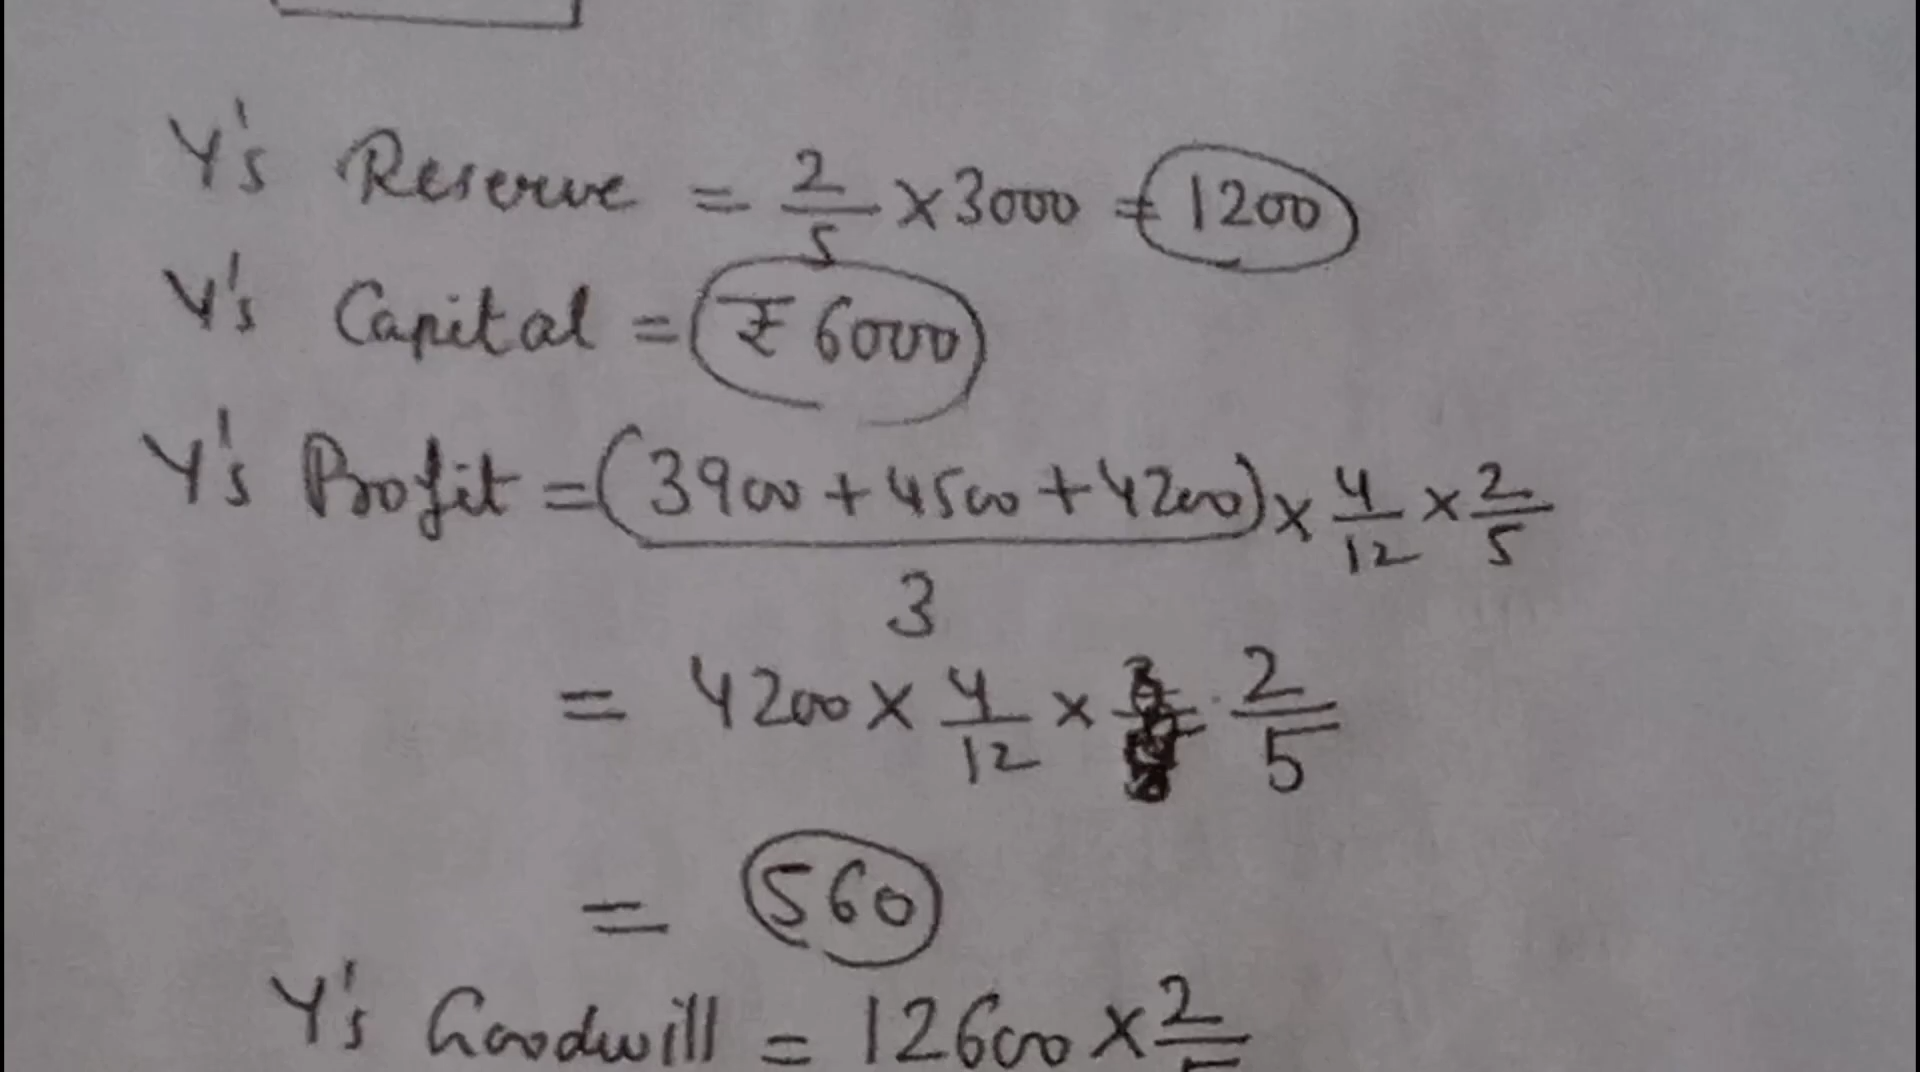 Y's Reserve = 2/5 × 3000 = 1200
Y's Capital = ₹ 6000
Y's Profit = (3900 + 4500 + 4200)/3 × 4/12 × 2/5
= 4200 × 4/12 × 2/5
= 560
Y's Goodwill = 12600 × 2/5